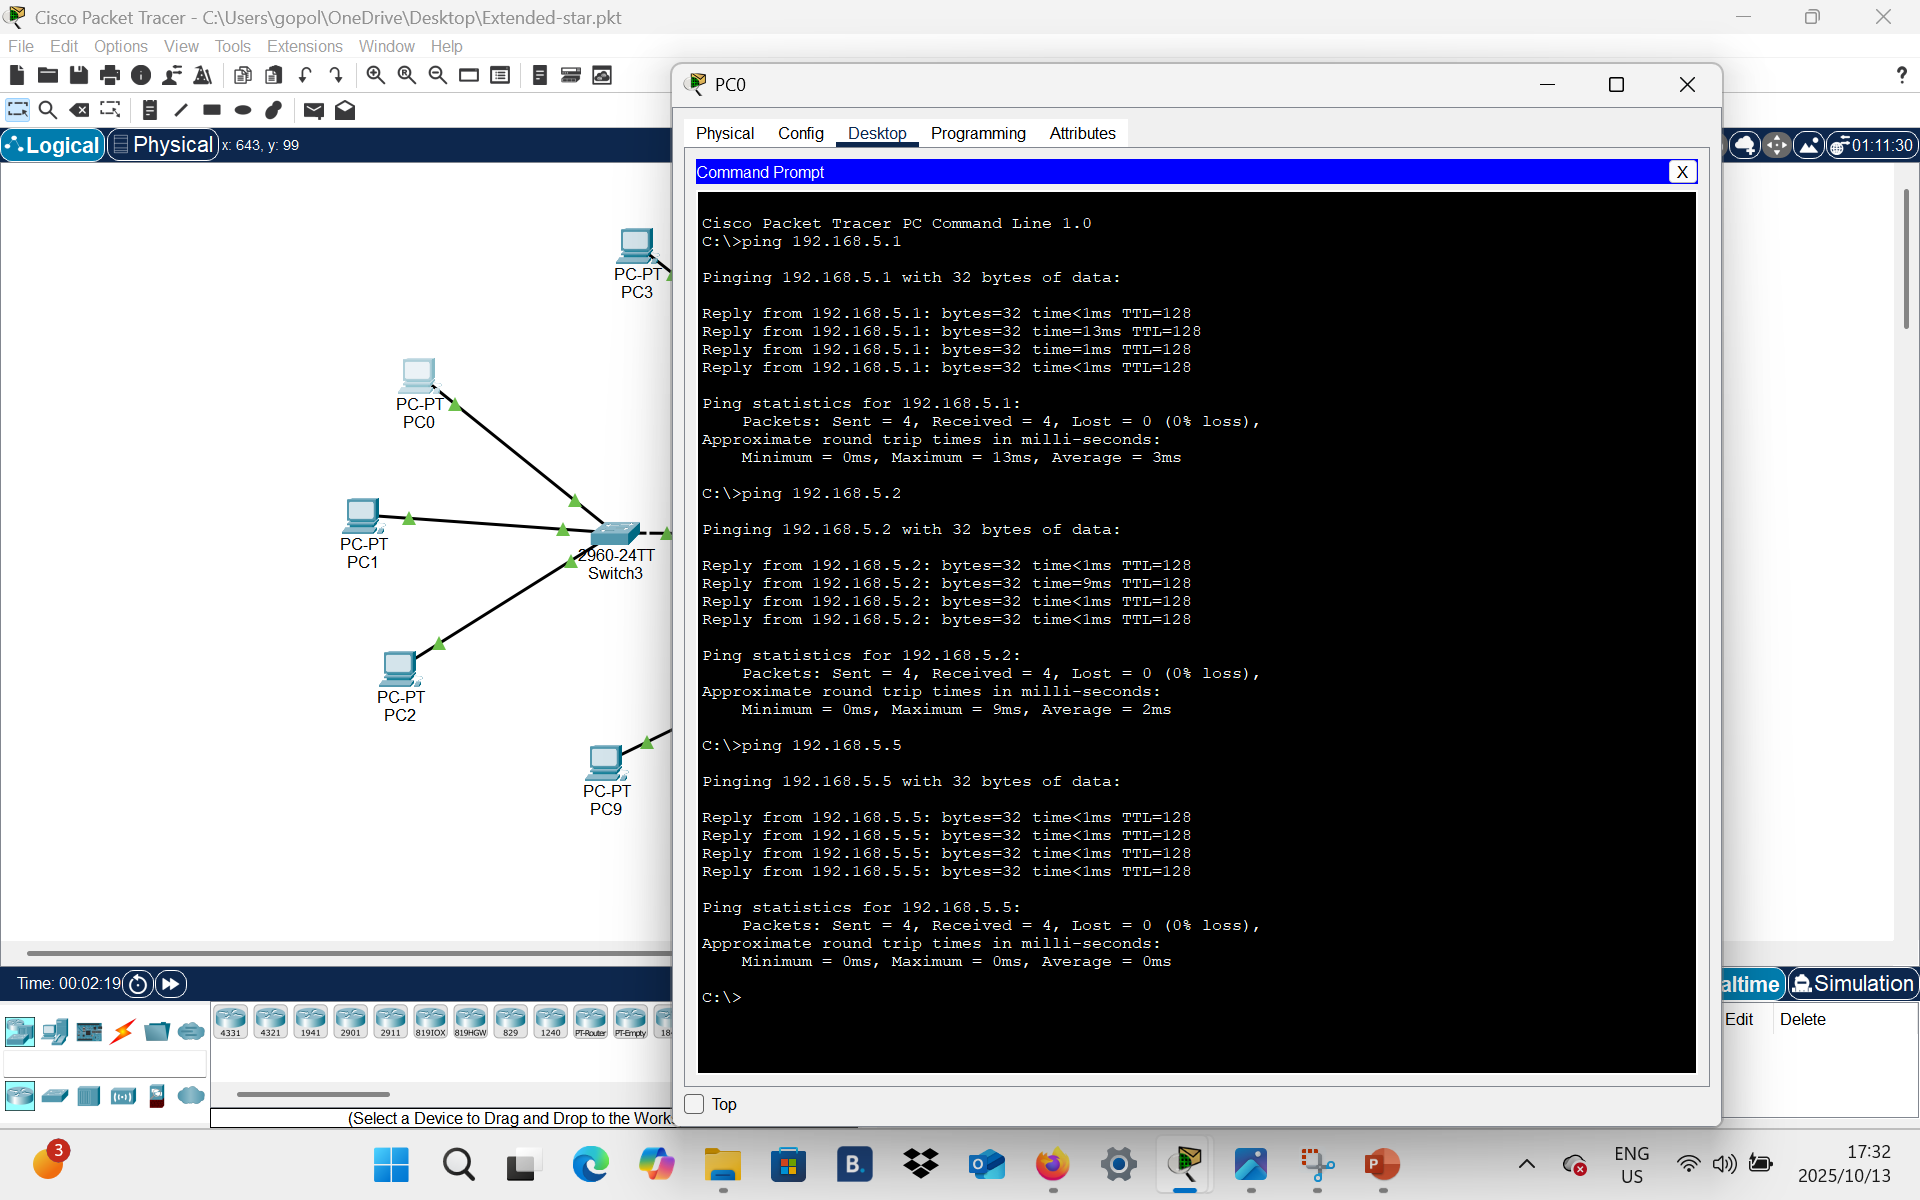 Cisco Packet Tracer - C:\Users\gopol\OneDrive\Desktop\Extended-star.pkt
File Edit Options View Tools Extensions Window Help
Logical Physical x: 643, y: 99
01:11:30
PC-PT
PC3
PC-PT
PC0
PC-PT
PC1
2960-24TT
Switch3
PC-PT
PC2
PC-PT
PC9
PC0
Physical Config Desktop Programming Attributes
Command Prompt
X
Cisco Packet Tracer PC Command Line 1.0
C:\>ping 192.168.5.1
Pinging 192.168.5.1 with 32 bytes of data:
Reply from 192.168.5.1: bytes=32 time<1ms TTL=128
Reply from 192.168.5.1: bytes=32 time=13ms TTL=128
Reply from 192.168.5.1: bytes=32 time=1ms TTL=128
Reply from 192.168.5.1: bytes=32 time<1ms TTL=128
Ping statistics for 192.168.5.1:
Packets: Sent = 4, Received = 4, Lost = 0 (0% loss),
Approximate round trip times in milli-seconds:
Minimum = 0ms, Maximum = 13ms, Average = 3ms
C:\>ping 192.168.5.2
Pinging 192.168.5.2 with 32 bytes of data:
Reply from 192.168.5.2: bytes=32 time<1ms TTL=128
Reply from 192.168.5.2: bytes=32 time=9ms TTL=128
Reply from 192.168.5.2: bytes=32 time<1ms TTL=128
Reply from 192.168.5.2: bytes=32 time<1ms TTL=128
Ping statistics for 192.168.5.2:
Packets: Sent = 4, Received = 4, Lost = 0 (0% loss),
Approximate round trip times in milli-seconds:
Minimum = 0ms, Maximum = 9ms, Average = 2ms
C:\>ping 192.168.5.5
Pinging 192.168.5.5 with 32 bytes of data:
Reply from 192.168.5.5: bytes=32 time<1ms TTL=128
Reply from 192.168.5.5: bytes=32 time<1ms TTL=128
Reply from 192.168.5.5: bytes=32 time<1ms TTL=128
Reply from 192.168.5.5: bytes=32 time<1ms TTL=128
Ping statistics for 192.168.5.5:
Packets: Sent = 4, Received = 4, Lost = 0 (0% loss),
Approximate round trip times in milli-seconds:
Minimum = 0ms, Maximum = 0ms, Average = 0ms
C:\>
Top
Time: 00:02:19
altime Simulation
Edit Delete
4331 4321 1941 2901 2911 819IOX 819HGW 829 1240 PT-Router PT-Empty 18
(Select a Device to Drag and Drop to the Work
3
B.
ENG
US
17:32
2025/10/13